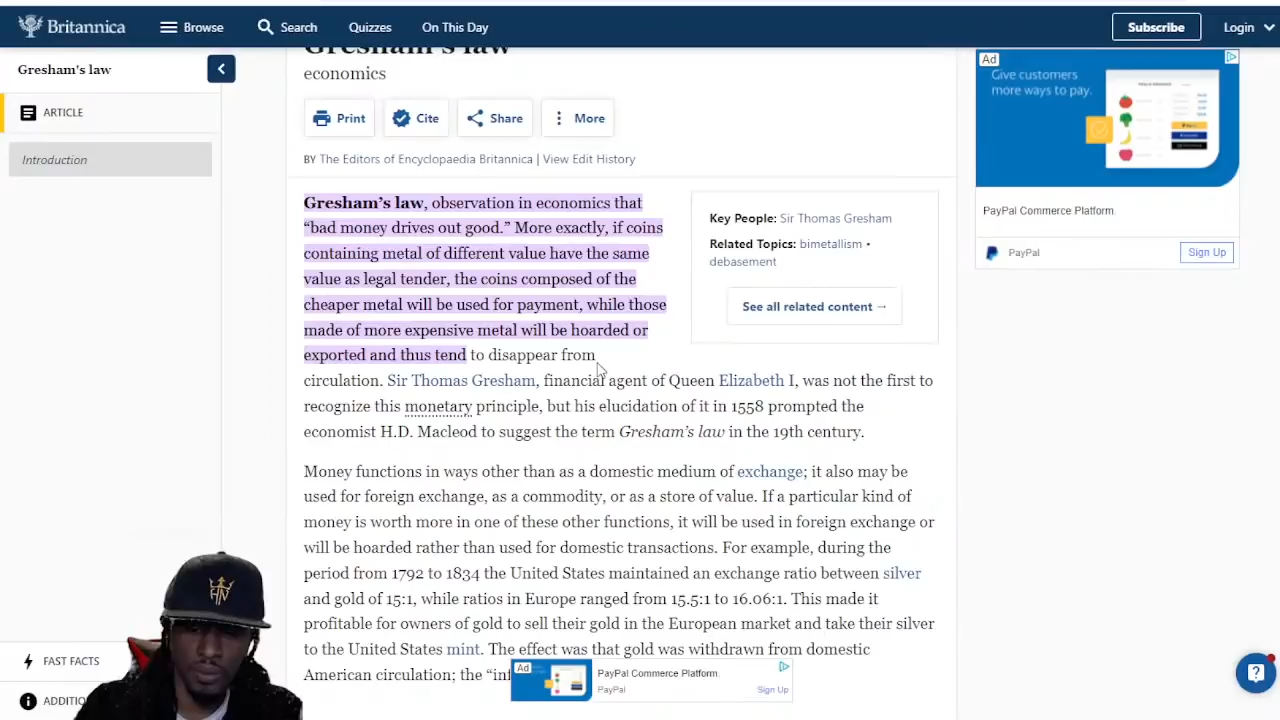 Britannica
Browse
Search
Quizzes
On This Day
Subscribe
Login
Gresham's law
ARTICLE
Introduction
Gresham's law
economics
Print
Cite
Share
More
BY The Editors of Encyclopaedia Britannica | View Edit History
Gresham's law, observation in economics that
“bad money drives out good.” More exactly, if coins
containing metal of different value have the same
value as legal tender, the coins composed of the
cheaper metal will be used for payment, while those
made of more expensive metal will be hoarded or
exported and thus tend to disappear from
circulation. Sir Thomas Gresham, financial agent of Queen Elizabeth I, was not the first to
recognize this monetary principle, but his elucidation of it in 1558 prompted the
economist H.D. Macleod to suggest the term Gresham's law in the 19th century.
Money functions in ways other than as a domestic medium of exchange; it also may be
used for foreign exchange, as a commodity, or as a store of value. If a particular kind of
money is worth more in one of these other functions, it will be used in foreign exchange or
will be hoarded rather than used for domestic transactions. For example, during the
period from 1792 to 1834 the United States maintained an exchange ratio between silver
and gold of 15:1, while ratios in Europe ranged from 15.5:1 to 16.06:1. This made it
profitable for owners of gold to sell their gold in the European market and take their silver
to the United States mint. The effect was that gold was withdrawn from domestic
American circulation; the “inf
Key People: Sir Thomas Gresham
Related Topics: bimetallism •
debasement
See all related content →
Ad
Give customers
more ways to pay.
PayPal Commerce Platform
PayPal
Sign Up
Ad
PayPal Commerce Platform
PayPal
Sign Up
FAST FACTS
ADDITIO
HN